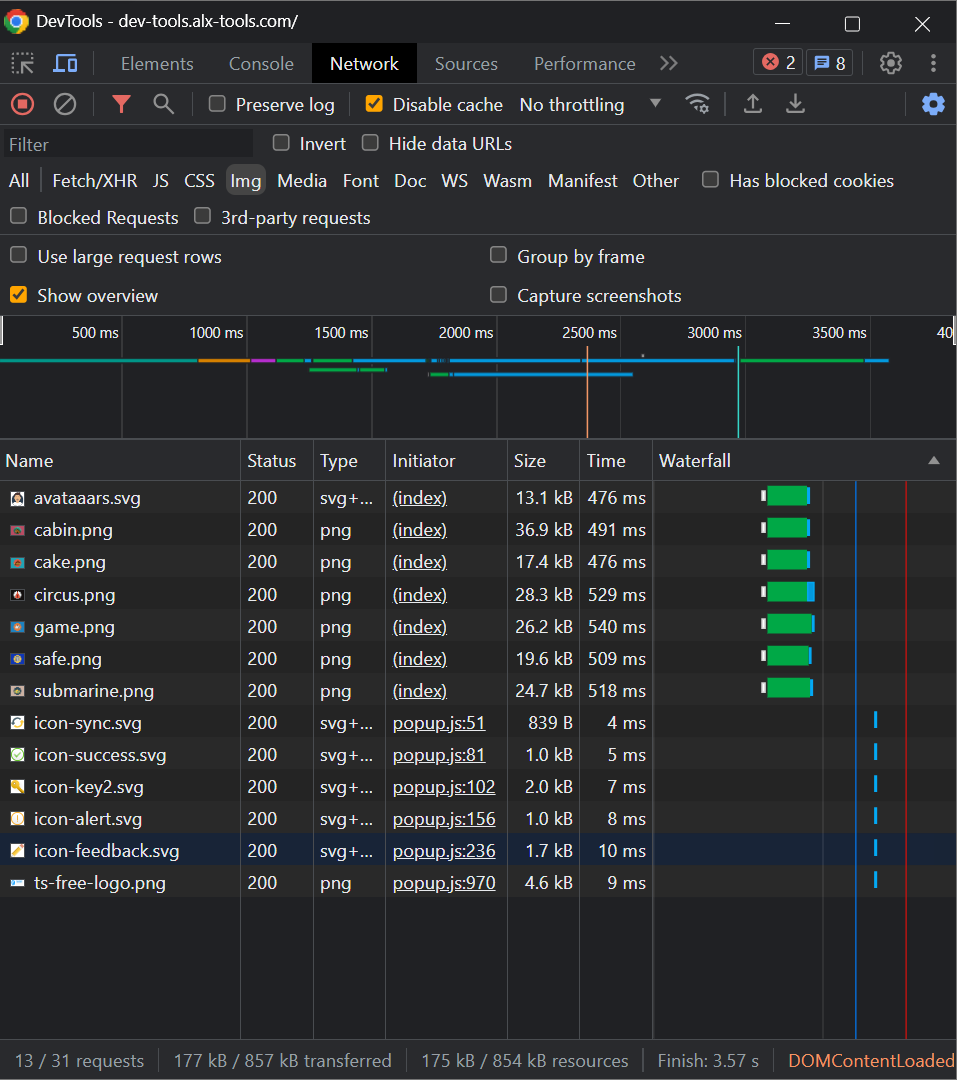 DevTools - dev-tools.alx-tools.com/
Elements Console Network Sources Performance 2 8
Preserve log Disable cache No throttling
Filter Invert Hide data URLs
All Fetch/XHR JS CSS Img Media Font Doc WS Wasm Manifest Other Has blocked cookies
Blocked Requests 3rd-party requests
Use large request rows Group by frame
Show overview Capture screenshots
500 ms 1000 ms 1500 ms 2000 ms 2500 ms 3000 ms 3500 ms 40
Name Status Type Initiator Size Time Waterfall
avataaars.svg 200 svg+... (index) 13.1 kB 476 ms
cabin.png 200 png (index) 36.9 kB 491 ms
cake.png 200 png (index) 17.4 kB 476 ms
circus.png 200 png (index) 28.3 kB 529 ms
game.png 200 png (index) 26.2 kB 540 ms
safe.png 200 png (index) 19.6 kB 509 ms
submarine.png 200 png (index) 24.7 kB 518 ms
icon-sync.svg 200 svg+... popup.js:51 839 B 4 ms
icon-success.svg 200 svg+... popup.js:81 1.0 kB 5 ms
icon-key2.svg 200 svg+... popup.js:102 2.0 kB 7 ms
icon-alert.svg 200 svg+... popup.js:156 1.0 kB 8 ms
icon-feedback.svg 200 svg+... popup.js:236 1.7 kB 10 ms
ts-free-logo.png 200 png popup.js:970 4.6 kB 9 ms
13 / 31 requests 177 kB / 857 kB transferred 175 kB / 854 kB resources Finish: 3.57 s DOMContentLoaded